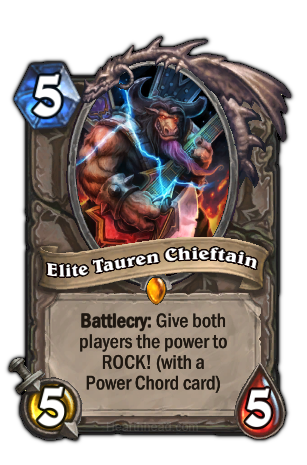 5
Elite Tauren Chieftain
Battlecry: Give both
players the power to
ROCK! (with a
Power Chord card)
5
5